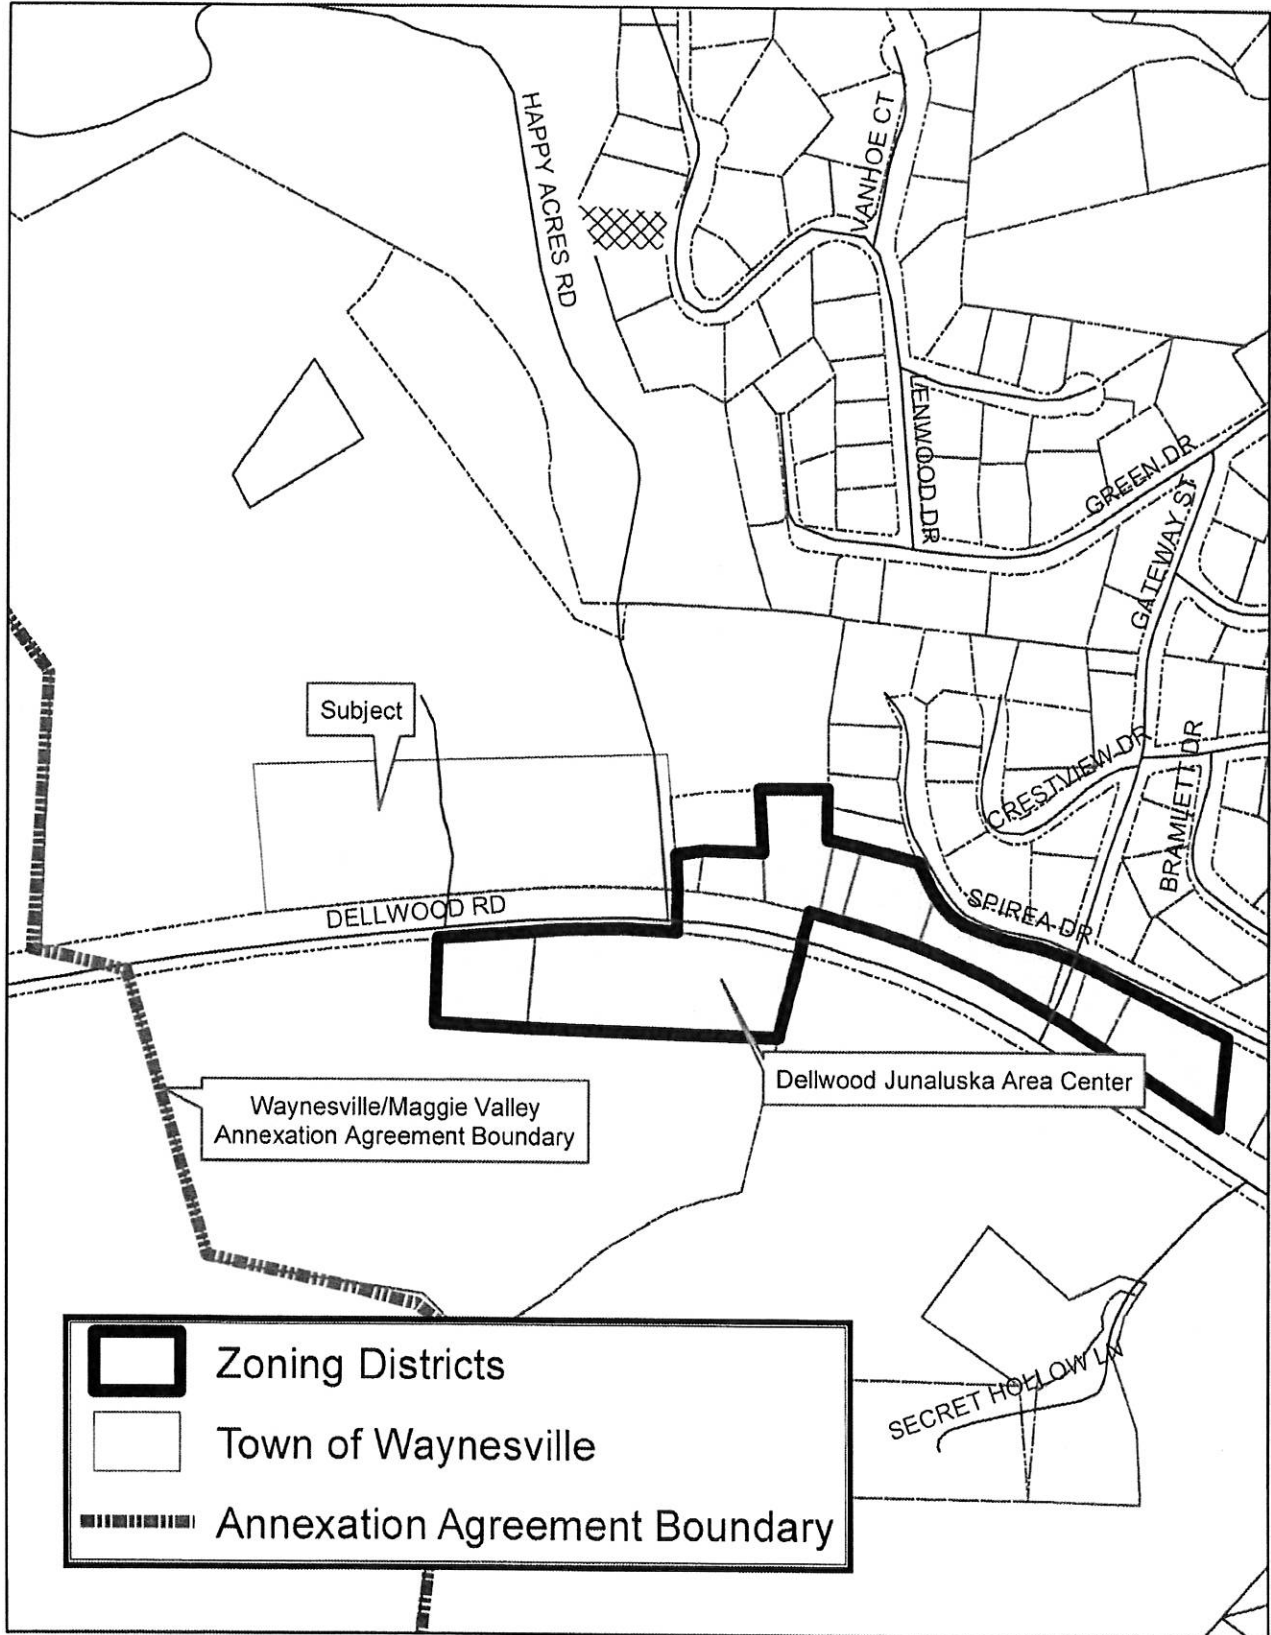 HAPPY ACRES RD
IVANHOE CT
DR
GREEN DR
GATEWAY ST
Subject
CRESTVIEW DR
BRAMLETT DR
DELLWOOD RD
SPIREA DR
Dellwood Junaluska Area Center
Waynesville/Maggie Valley
Annexation Agreement Boundary
SECRET HOLLOW LN
Zoning Districts
Town of Waynesville
Annexation Agreement Boundary